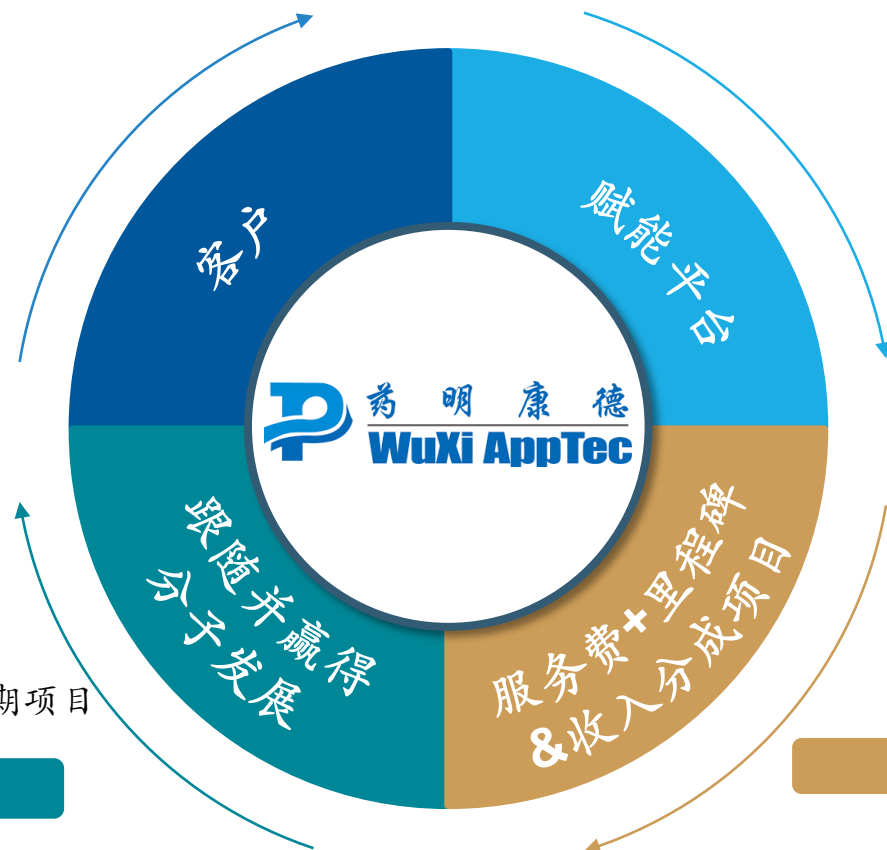 客户
赋能平台
药明康德
WuXi AppTec
跟随并赢得
分子发展
服务费+里程碑
&收入分成项目
期项目